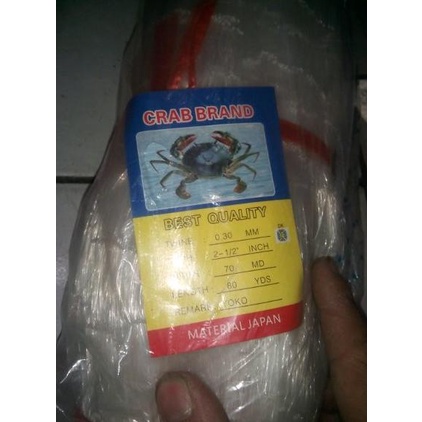 CRAB BRAND
BEST QUALITY
TWINE 0.30 MM
2-1/2" INCH
70 MD
LENGTH 60 YDS
REMARK YOKO
MATERIAL JAPAN